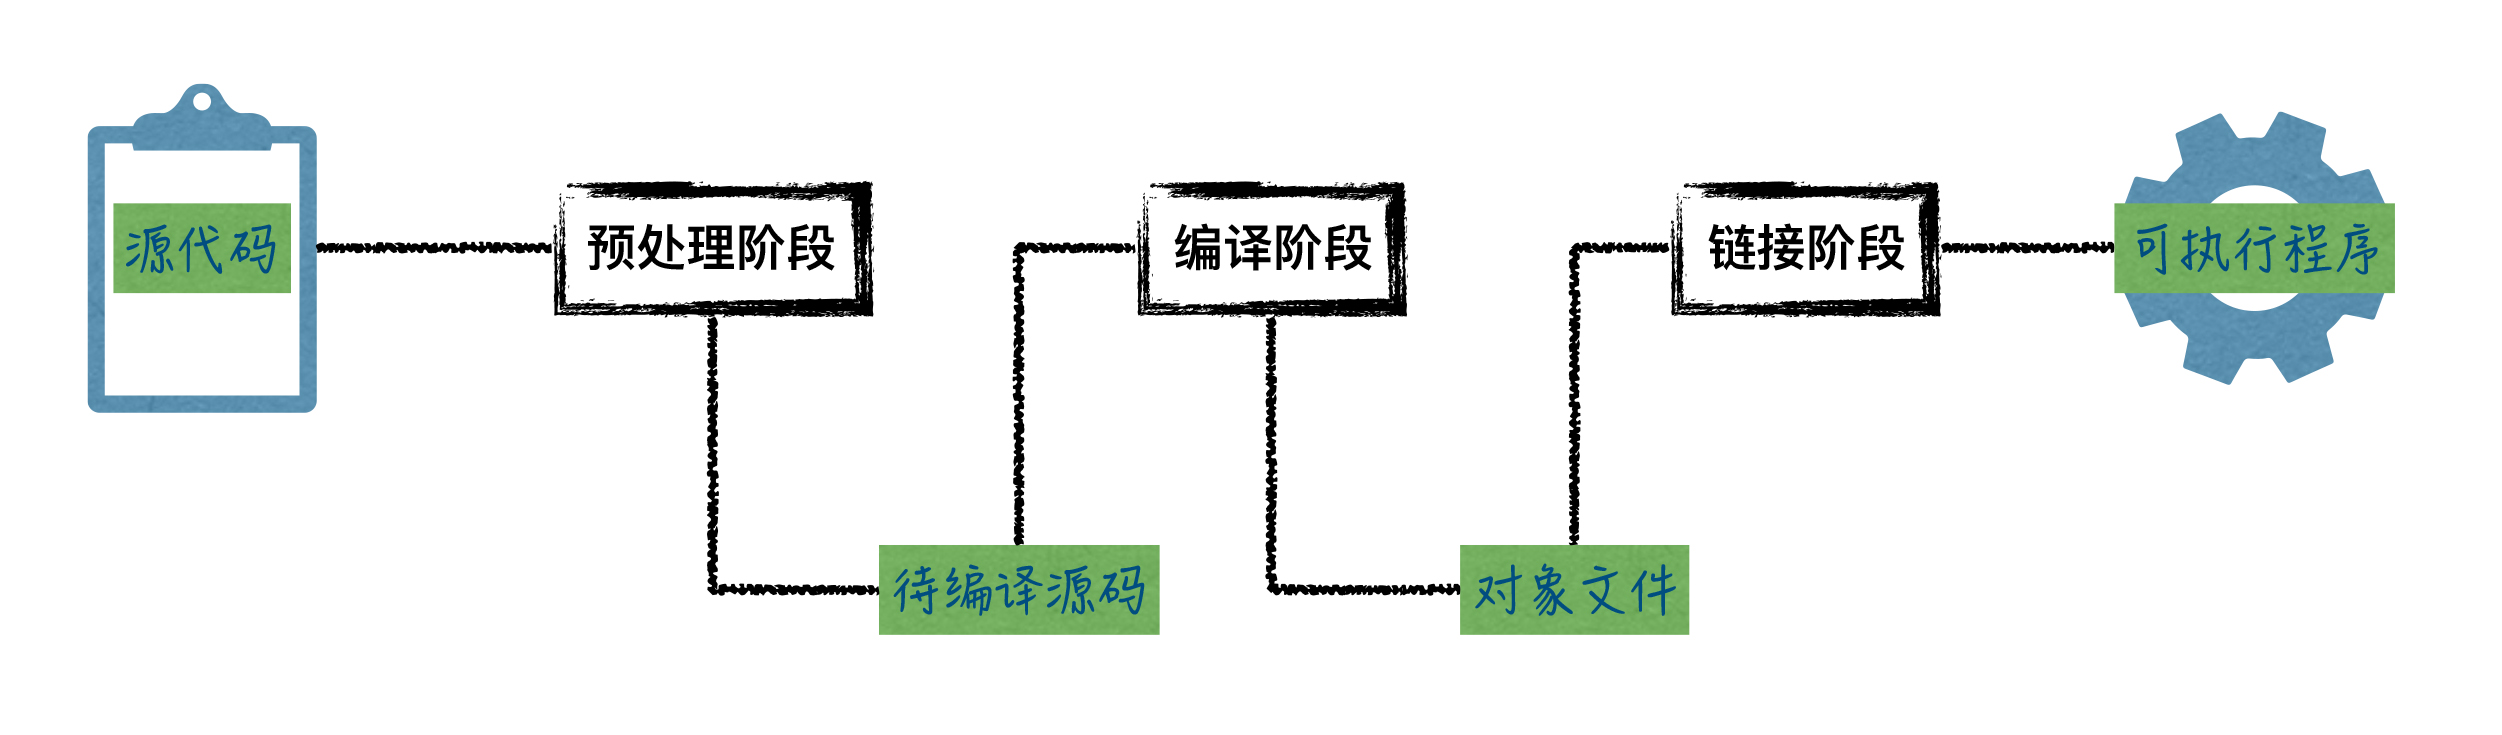 源代码
预处理阶段
编译阶段
链接阶段
可执行程序
待编译源码
对象文件